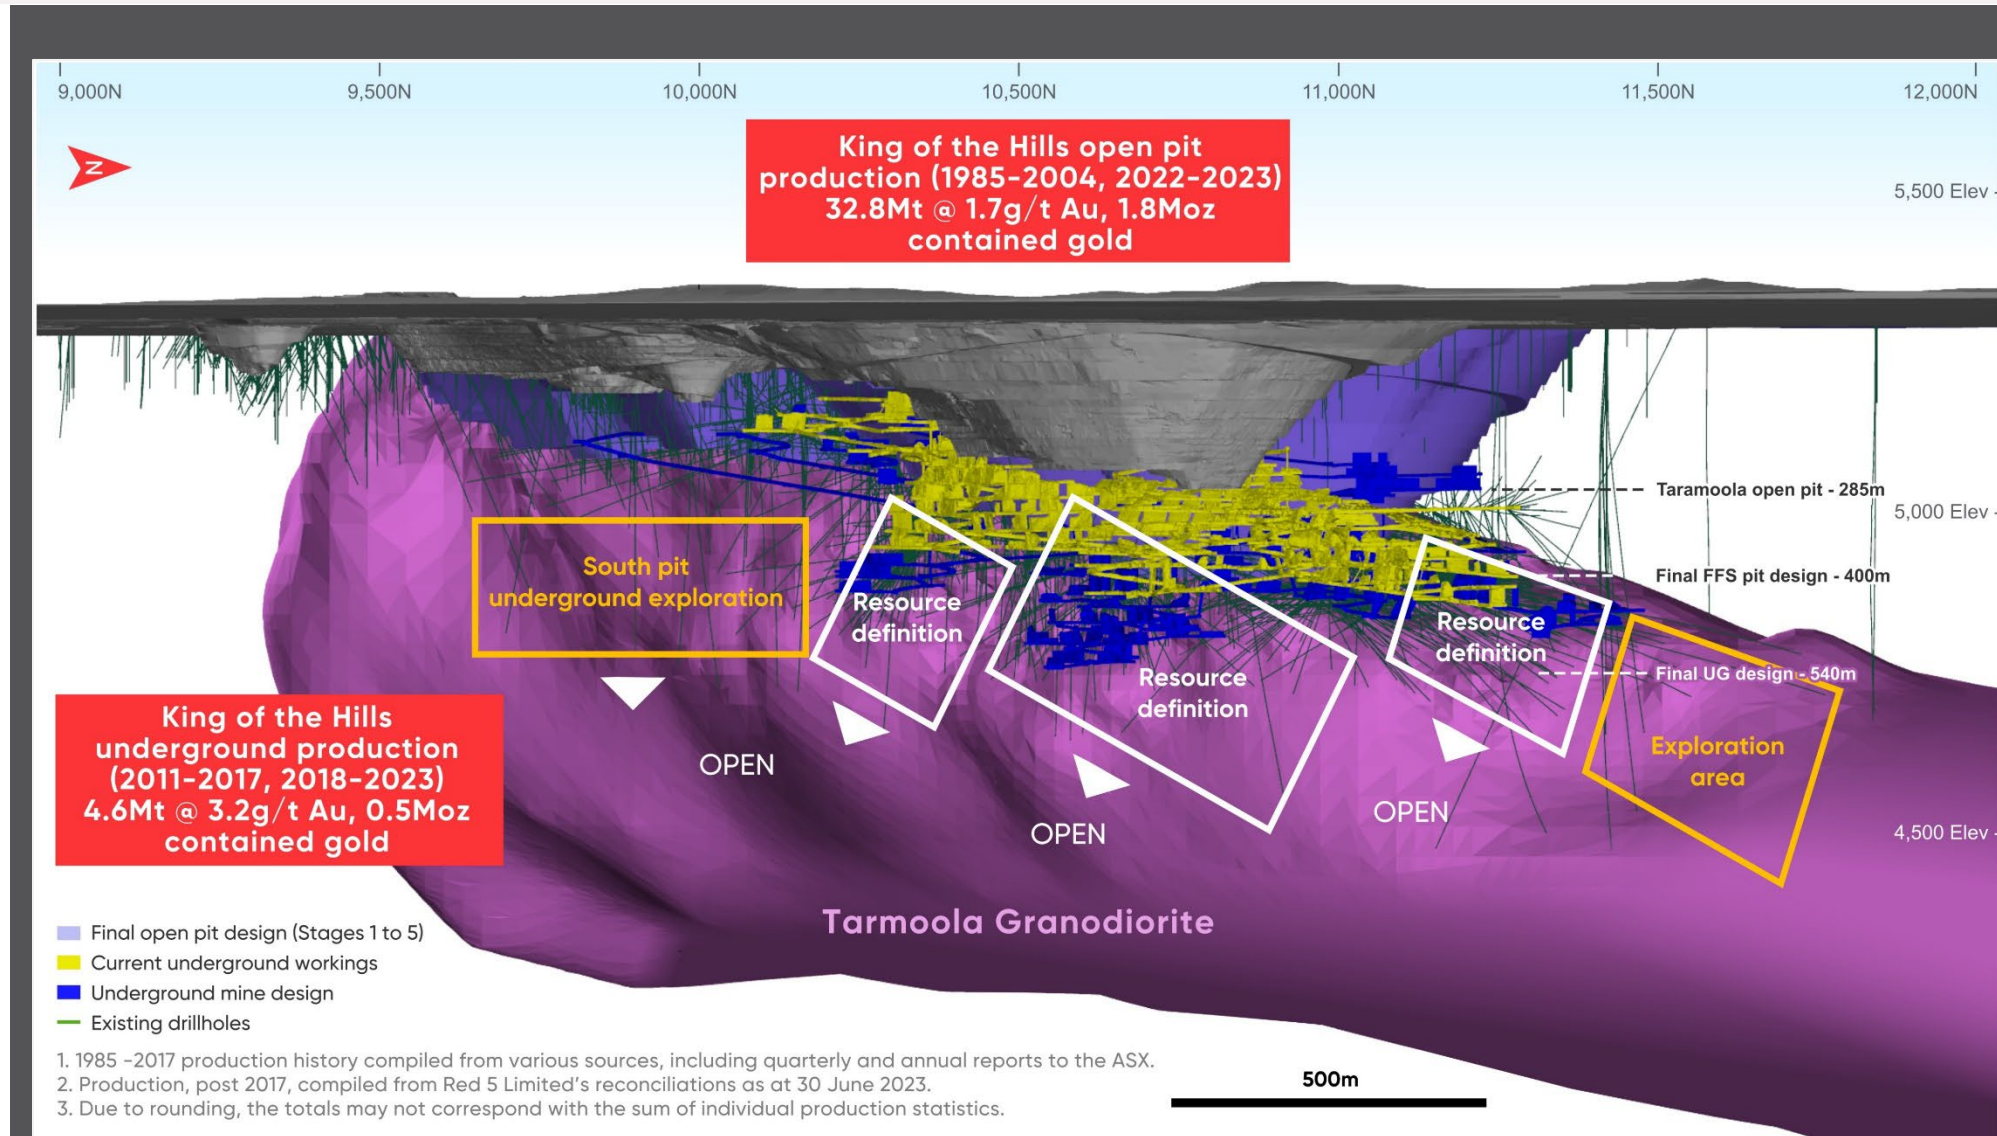 9,000N
9,500N
10,000N
10,500N
11,000N
11,500N
12,000N
N
King of the Hills open pit
production (1985-2004, 2022-2023)
32.8Mt @ 1.7g/t Au, 1.8Moz
contained gold
5,500 Elev -
Taramoola open pit - 285m
5,000 Elev -
Final FFS pit design - 400m
South pit
underground exploration
Resource
definition
Resource
definition
Resource
definition
Final UG design - 540m
Exploration
area
King of the Hills
underground production
(2011-2017, 2018-2023)
4.6Mt @ 3.2g/t Au, 0.5Moz
contained gold
OPEN
OPEN
OPEN
4,500 Elev -
Tarmoola Granodiorite
Final open pit design (Stages 1 to 5)
Current underground workings
Underground mine design
Existing drillholes
1. 1985 -2017 production history compiled from various sources, including quarterly and annual reports to the ASX.
2. Production, post 2017, compiled from Red 5 Limited's reconciliations as at 30 June 2023.
3. Due to rounding, the totals may not correspond with the sum of individual production statistics.
500m